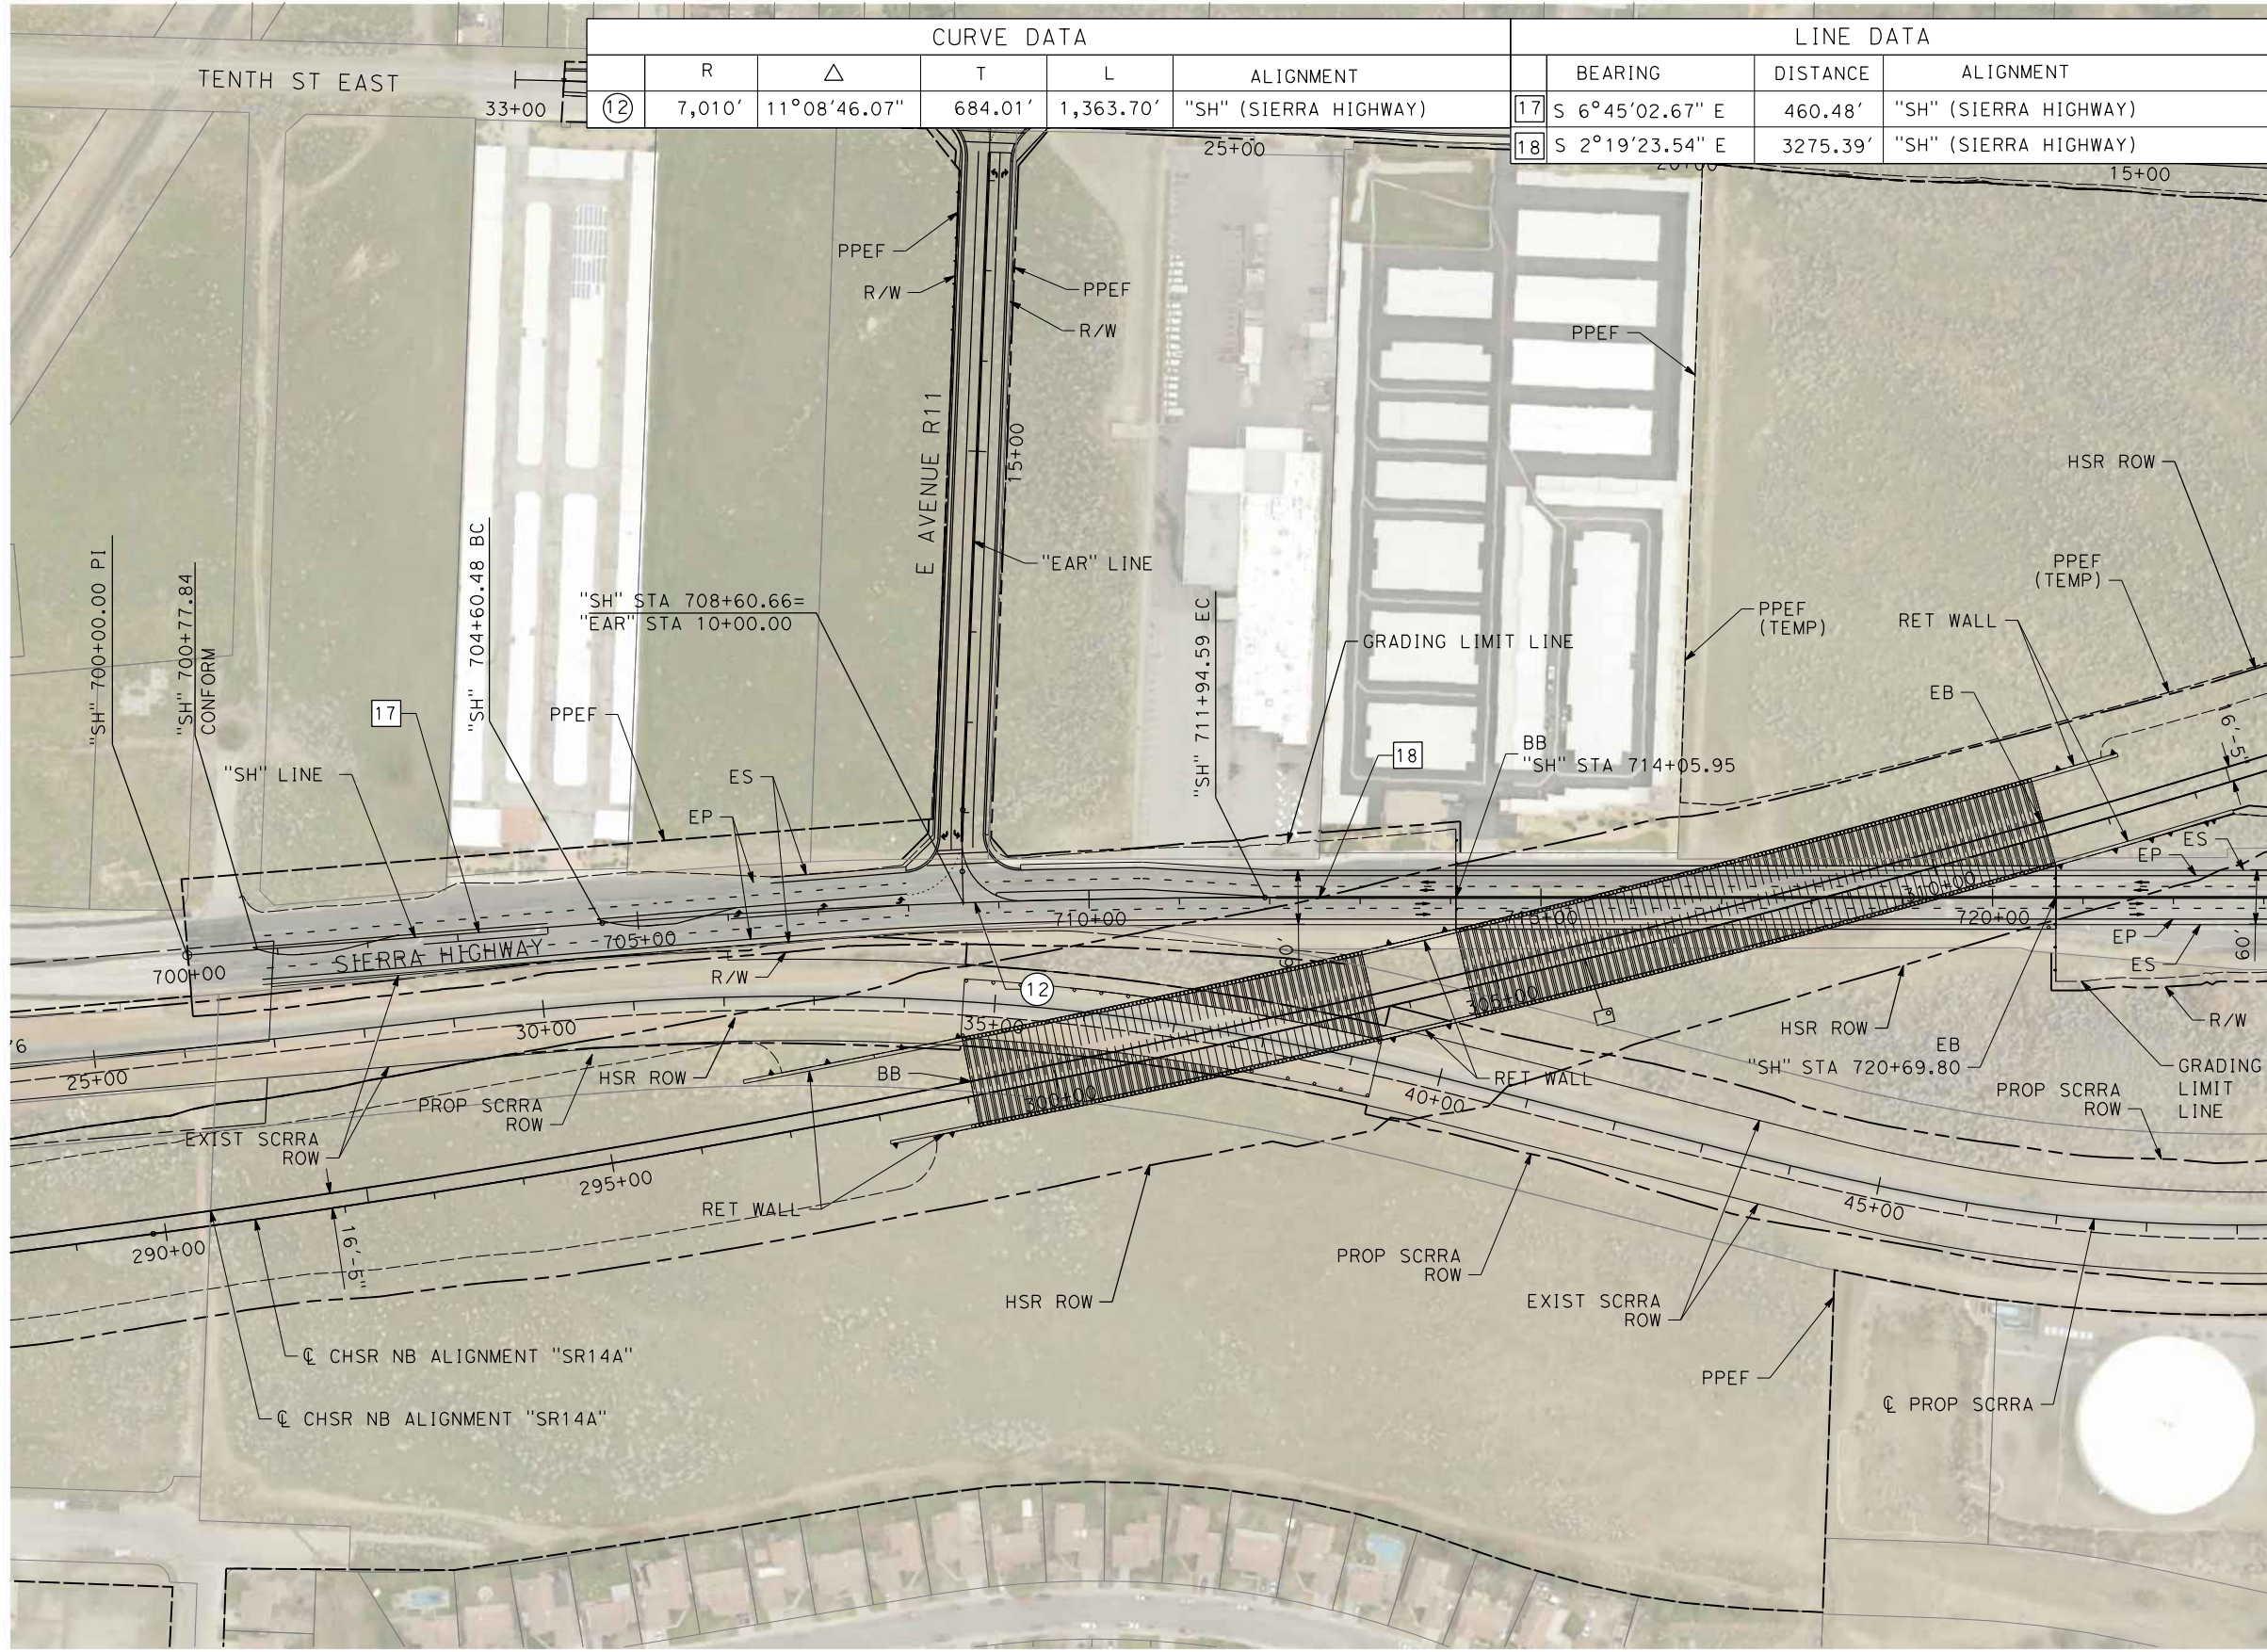 CURVE DATA
R △ T L ALIGNMENT
12 7,010' 11°08'46.07" 684.01' 1,363.70' "SH" (SIERRA HIGHWAY)
LINE DATA
BEARING DISTANCE ALIGNMENT
17 S 6°45'02.67" E 460.48' "SH" (SIERRA HIGHWAY)
18 S 2°19'23.54" E 3275.39' "SH" (SIERRA HIGHWAY)
TENTH ST EAST
33+00
25+00
20+00
15+00
PPEF
R/W
PPEF
R/W
PPEF
E AVENUE R11
15+00
"EAR" LINE
HSR ROW
PPEF
(TEMP)
PPEF
(TEMP)
RET WALL
EB
6'-5"
"SH" 700+00.00 PI
"SH" 700+77.84
CONFORM
17
"SH" 704+60.48 BC
"SH" STA 708+60.66=
"EAR" STA 10+00.00
PPEF
"SH" LINE
ES
EP
"SH" 711+94.59 EC
GRADING LIMIT LINE
18
BB
"SH" STA 714+05.95
ES
EP
700+00
SIERRA HIGHWAY
705+00
710+00
715+00
310+00
720+00
EP
ES
60'
60'
R/W
12
HSR ROW
EB
"SH" STA 720+69.80
R/W
GRADING
LIMIT
LINE
'6
25+00
30+00
35+00
305+00
40+00
45+00
HSR ROW
BB
300+00
RET WALL
PROP SCRRA
ROW
EXIST SCRRA
ROW
PROP SCRRA
ROW
290+00
295+00
16'-5"
RET WALL
HSR ROW
PROP SCRRA
ROW
EXIST SCRRA
ROW
PPEF
℄ PROP SCRRA
℄ CHSR NB ALIGNMENT "SR14A"
℄ CHSR NB ALIGNMENT "SR14A"